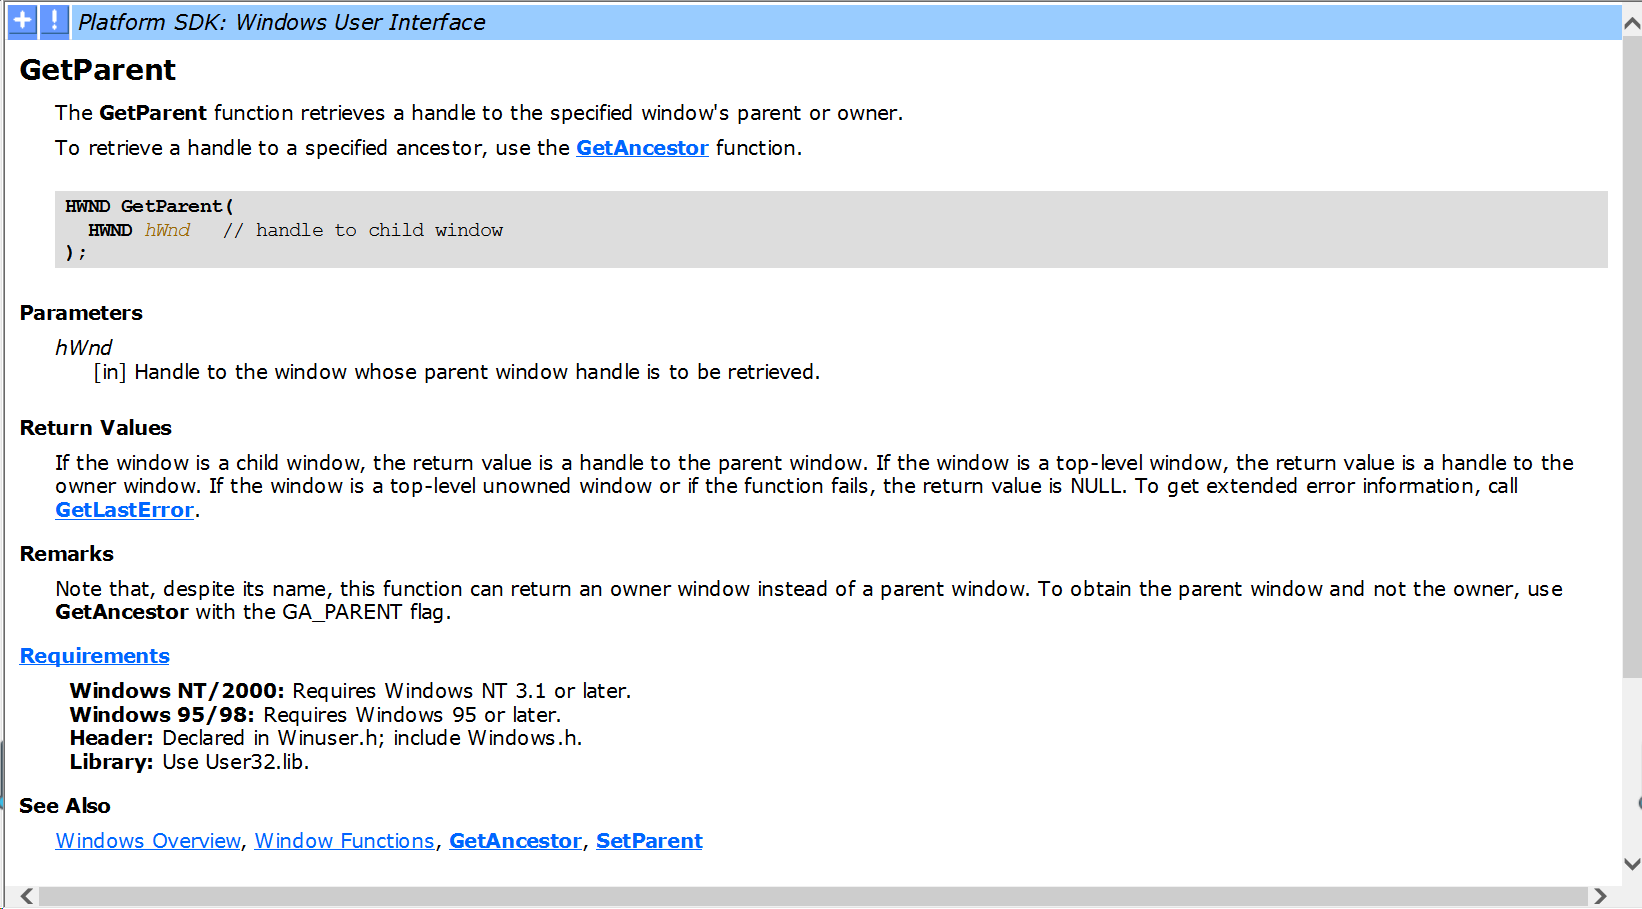 Platform SDK: Windows User Interface
GetParent
The GetParent function retrieves a handle to the specified window's parent or owner.
To retrieve a handle to a specified ancestor, use the GetAncestor function.
HWND GetParent(
  HWND hWnd   // handle to child window
);
Parameters
hWnd
[in] Handle to the window whose parent window handle is to be retrieved.
Return Values
If the window is a child window, the return value is a handle to the parent window. If the window is a top-level window, the return value is a handle to the
owner window. If the window is a top-level unowned window or if the function fails, the return value is NULL. To get extended error information, call
GetLastError.
Remarks
Note that, despite its name, this function can return an owner window instead of a parent window. To obtain the parent window and not the owner, use
GetAncestor with the GA_PARENT flag.
Requirements
Windows NT/2000: Requires Windows NT 3.1 or later.
Windows 95/98: Requires Windows 95 or later.
Header: Declared in Winuser.h; include Windows.h.
Library: Use User32.lib.
See Also
Windows Overview, Window Functions, GetAncestor, SetParent